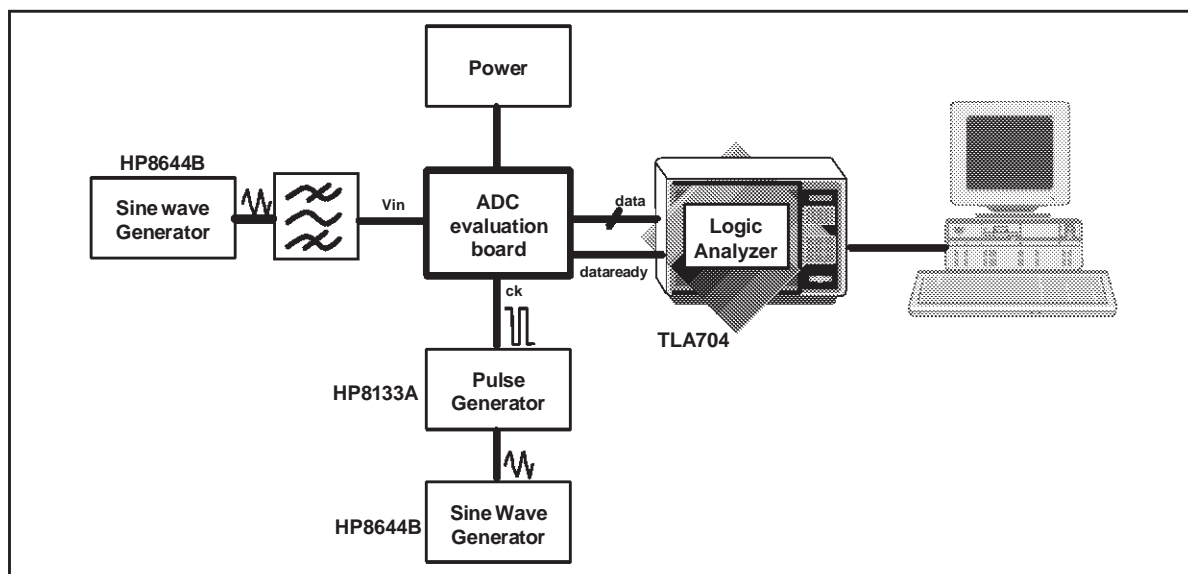 Power
HP8644B
Sine wave
Generator
Vin
ADC
evaluation
board
data
dataready
Logic
Analyzer
TLA704
ck
HP8133A
Pulse
Generator
HP8644B
Sine Wave
Generator